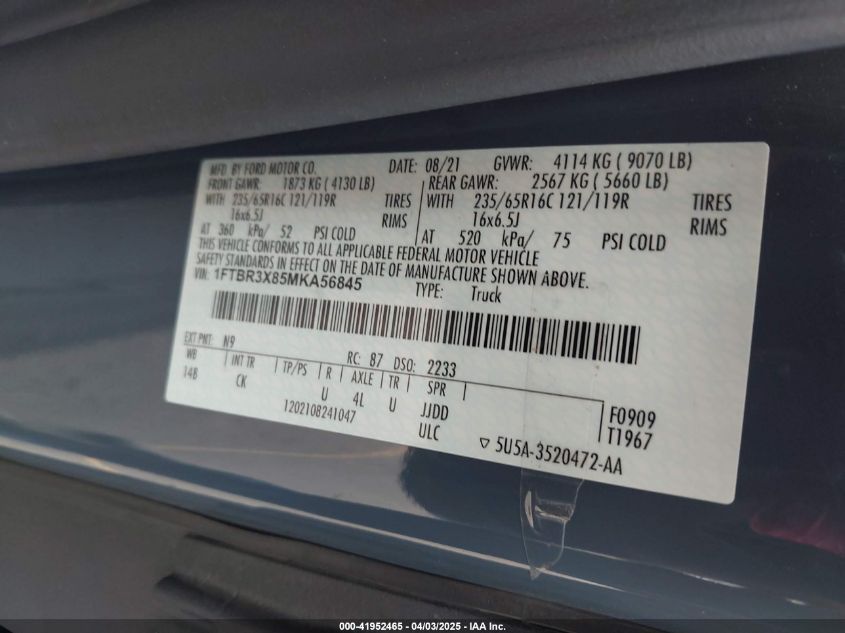 MFD. BY FORD MOTOR CO. DATE: 08/21 GVWR: 4114 KG ( 9070 LB)
FRONT GAWR: 1873 KG ( 4130 LB) REAR GAWR: 2567 KG ( 5660 LB)
WITH 235/65R16C 121/119R TIRES WITH 235/65R16C 121/119R TIRES
16x6.5J RIMS 16x6.5J RIMS
AT 360 kPa/ 52 PSI COLD AT 520 kPa/ 75 PSI COLD
THIS VEHICLE CONFORMS TO ALL APPLICABLE FEDERAL MOTOR VEHICLE
SAFETY STANDARDS IN EFFECT ON THE DATE OF MANUFACTURE SHOWN ABOVE.
VIN: 1FTBR3X85MKA56845 TYPE: Truck
EXT PNT: N9 RC: 87 DSO: 2233
WB INT TR TP/PS R AXLE TR SPR
148 CK U 4L U JJDD
1202108241047 ULC
F0909
T1967
5U5A-3520472-AA
000-41952465 - 04/03/2025 - IAA Inc.